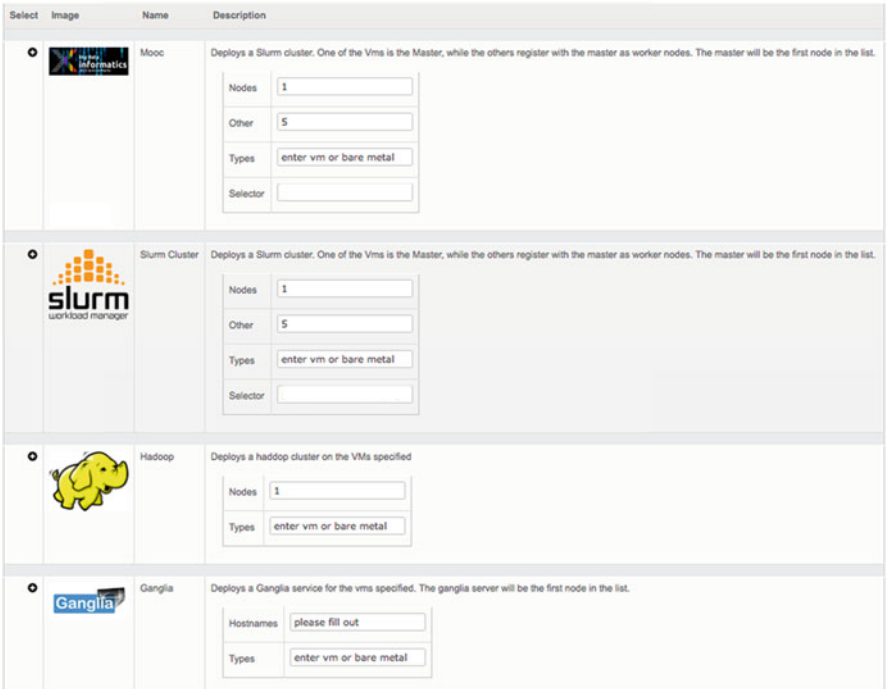 Select Image Name Description
Big Data
informatics
Mooc
Deploys a Slurm cluster. One of the Vms is the Master, while the others register with the master as worker nodes. The master will be the first node in the list.
Nodes 1
Other 5
Types enter vm or bare metal
Selector
slurm
workload manager
Slurm Cluster
Deploys a Slurm cluster. One of the Vms is the Master, while the others register with the master as worker nodes. The master will be the first node in the list.
Nodes 1
Other 5
Types enter vm or bare metal
Selector
Hadoop
Deploys a haddop cluster on the VMs specified
Nodes 1
Types enter vm or bare metal
Ganglia
Ganglia
Deploys a Ganglia service for the vms specified. The ganglia server will be the first node in the list.
Hostnames please fill out
Types enter vm or bare metal